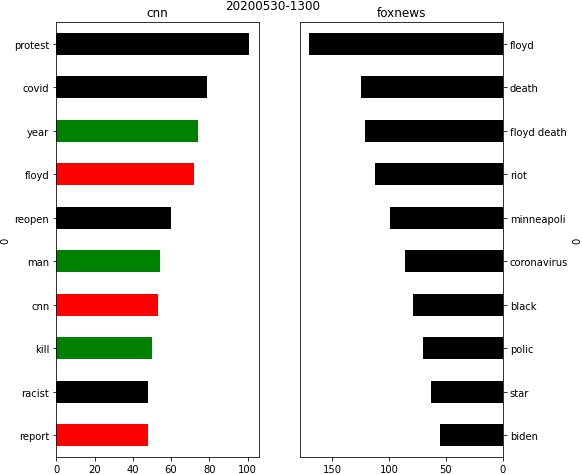 20200530-1300
cnn
foxnews
protest
covid
year
floyd
reopen
man
cnn
kill
racist
report
0
0 20 40 60 80 100
floyd
death
floyd death
riot
minneapoli
coronavirus
black
polic
star
biden
0
150 100 50 0